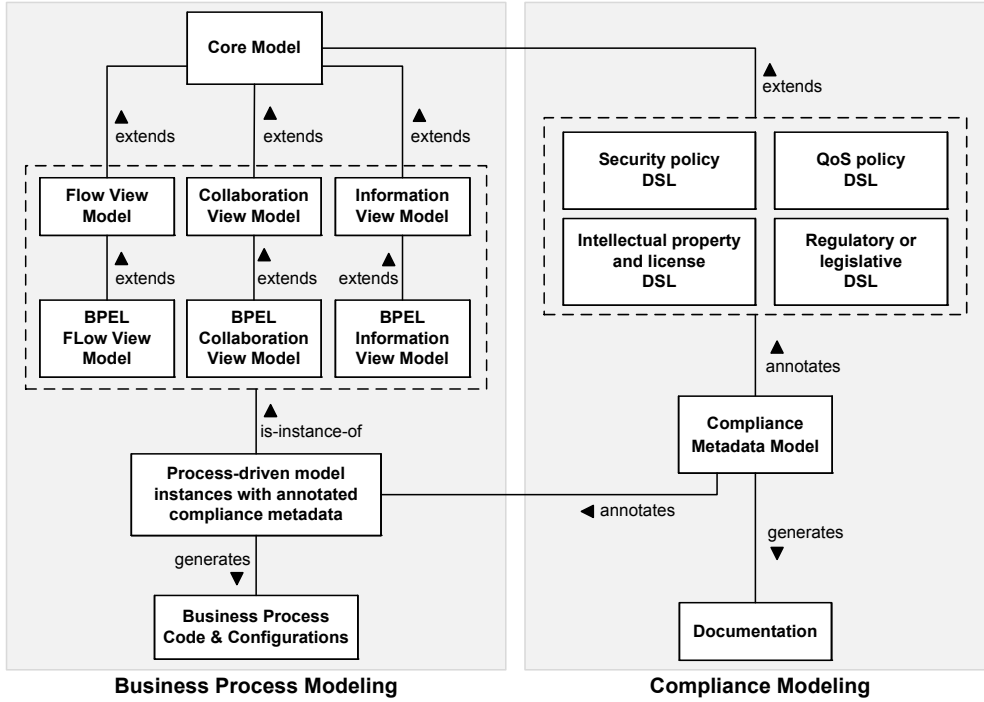 Core Model
extends
extends
extends
extends
Flow View
Model
Collaboration
View Model
Information
View Model
extends
extends
extends
BPEL
FLow View
Model
BPEL
Collaboration
View Model
BPEL
Information
View Model
is-instance-of
Process-driven model
instances with annotated
compliance metadata
generates
Business Process
Code & Configurations
Business Process Modeling
Security policy
DSL
QoS policy
DSL
Intellectual property
and license
DSL
Regulatory or
legislative
DSL
annotates
Compliance
Metadata Model
annotates
generates
Documentation
Compliance Modeling